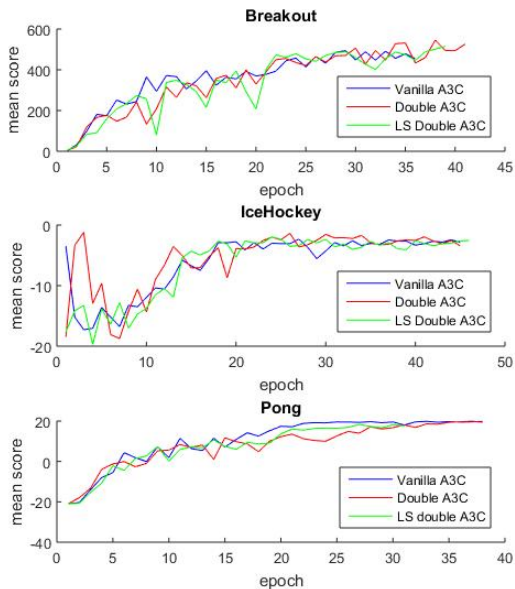 Breakout
600
400
200
0
mean score
Vanilla A3C
Double A3C
LS Double A3C
0 5 10 15 20 25 30 35 40 45
epoch
IceHockey
0
-10
-20
mean score
Vanilla A3C
Double A3C
LS Double A3C
0 10 20 30 40 50
epoch
Pong
20
0
-20
-40
mean score
Vanilla A3C
Double A3C
LS double A3C
0 5 10 15 20 25 30 35 40
epoch